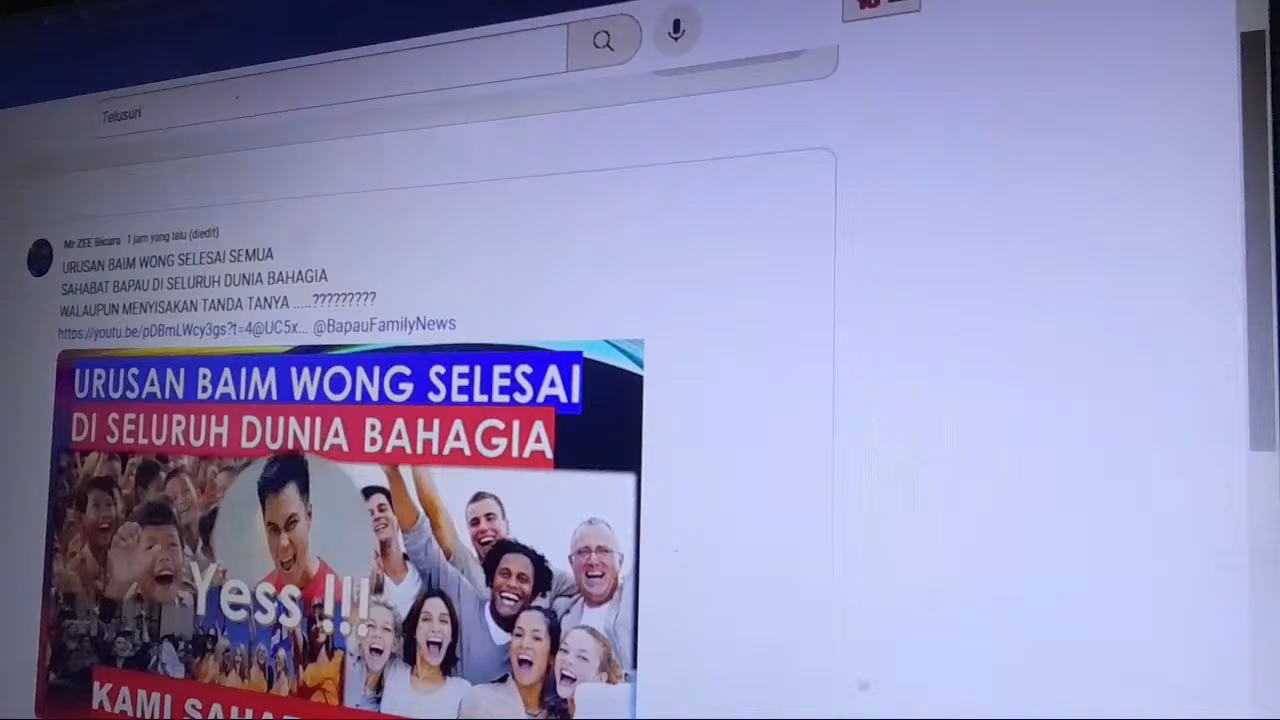 Telusuri
Mr ZEE Bicara 1 jam yang lalu (diedit)
URUSAN BAIM WONG SELESAI SEMUA
SAHABAT BAPAU DI SELURUH DUNIA BAHAGIA
WALAUPUN MENYISAKAN TANDA TANYA .....?????????
https://youtu.be/pDBmLWcy3gs?t=4@UC5x... @BapauFamilyNews
URUSAN BAIM WONG SELESAI
DI SELURUH DUNIA BAHAGIA
Yess !!!
KAMI